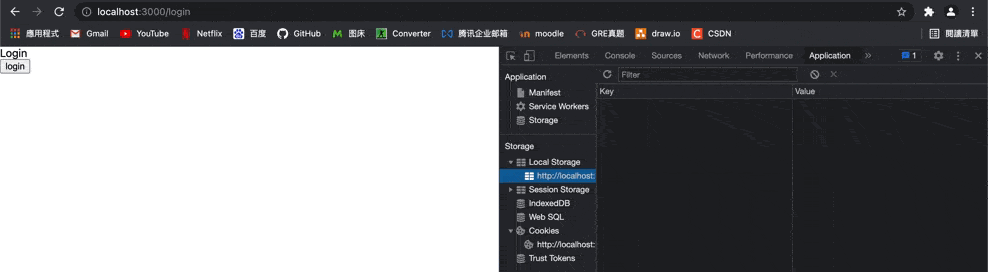 localhost:3000/login
應用程式 Gmail YouTube Netflix 百度 GitHub 图床 Converter 腾讯企业邮箱 moodle GRE真题 draw.io CSDN 閱讀清單
Login
login
Elements Console Sources Network Performance Application » 1
Application
Filter
Manifest
Service Workers
Storage
Key Value
Storage
Local Storage
http://localhost:
Session Storage
IndexedDB
Web SQL
Cookies
http://localhost:
Trust Tokens